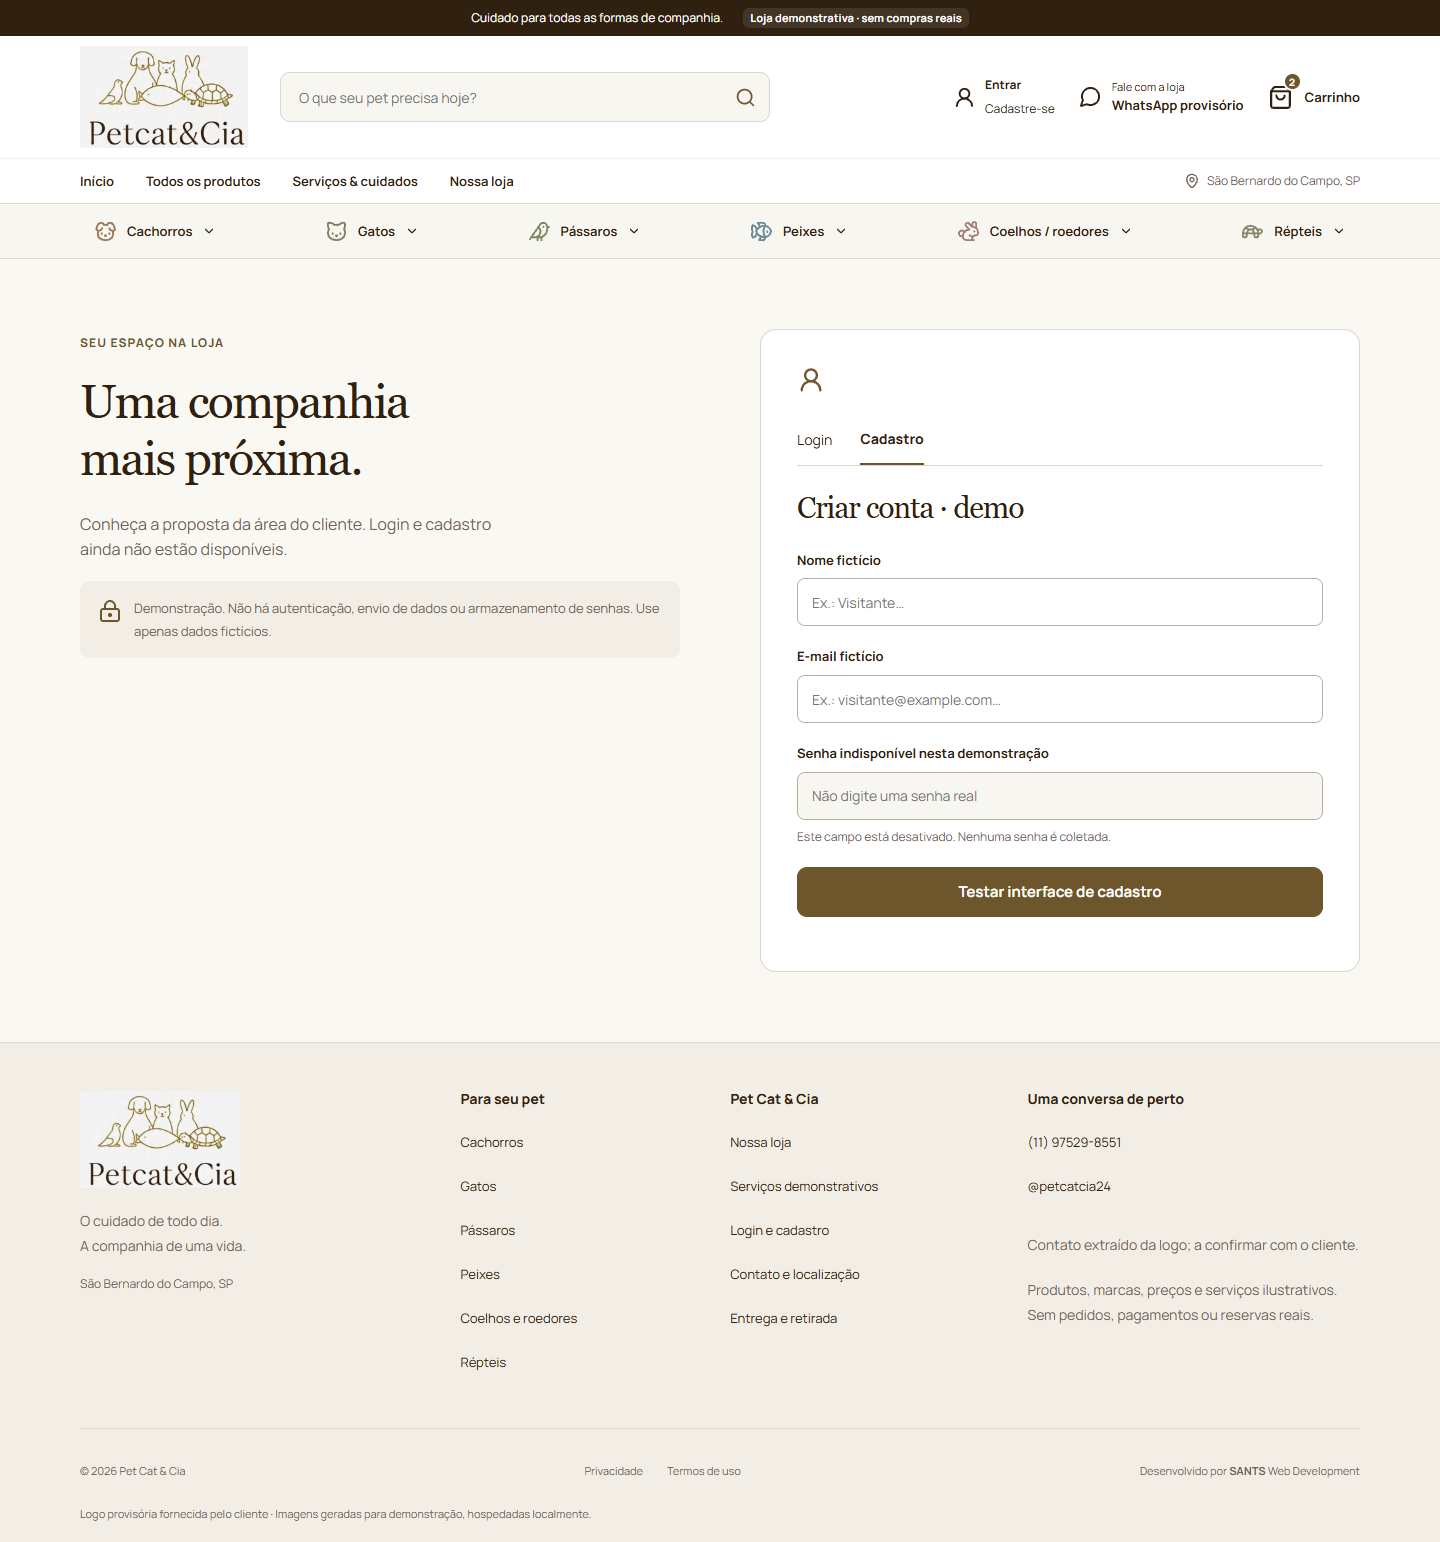 Cuidado para todas as formas de companhia.
Loja demonstrativa · sem compras reais
Petcat&Cia
O que seu pet precisa hoje?
Entrar
Cadastre-se
Fale com a loja
WhatsApp provisório
2
Carrinho
Início
Todos os produtos
Serviços & cuidados
Nossa loja
São Bernardo do Campo, SP
Cachorros
Gatos
Pássaros
Peixes
Coelhos / roedores
Répteis
SEU ESPAÇO NA LOJA
Uma companhia
mais próxima.
Conheça a proposta da área do cliente. Login e cadastro
ainda não estão disponíveis.
Demonstração. Não há autenticação, envio de dados ou armazenamento de senhas. Use
apenas dados fictícios.
Login
Cadastro
Criar conta · demo
Nome fictício
Ex.: Visitante...
E-mail fictício
Ex.: visitante@example.com...
Senha indisponível nesta demonstração
Não digite uma senha real
Este campo está desativado. Nenhuma senha é coletada.
Testar interface de cadastro
Petcat&Cia
O cuidado de todo dia.
A companhia de uma vida.
São Bernardo do Campo, SP
Para seu pet
Cachorros
Gatos
Pássaros
Peixes
Coelhos e roedores
Répteis
Pet Cat & Cia
Nossa loja
Serviços demonstrativos
Login e cadastro
Contato e localização
Entrega e retirada
Uma conversa de perto
(11) 97529-8551
@petcatcia24
Contato extraído da logo; a confirmar com o cliente.
Produtos, marcas, preços e serviços ilustrativos.
Sem pedidos, pagamentos ou reservas reais.
© 2026 Pet Cat & Cia
Privacidade
Termos de uso
Desenvolvido por SANTS Web Development
Logo provisória fornecida pelo cliente · Imagens geradas para demonstração, hospedadas localmente.